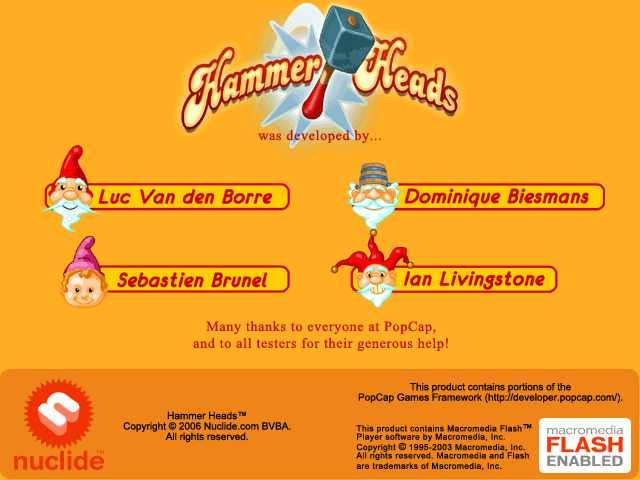 Hammer Heads
was developed by...
Luc Van den Borre
Dominique Biesmans
Sebastien Brunel
Ian Livingstone
Many thanks to everyone at PopCap,
and to all testers for their generous help!
nuclide™
Hammer Heads™
Copyright © 2006 Nuclide.com BVBA.
All rights reserved.
This product contains portions of the
PopCap Games Framework (http://developer.popcap.com/).
This product contains Macromedia Flash™
Player software by Macromedia, Inc.
Copyright © 1995-2003 Macromedia, Inc.
All rights reserved. Macromedia and Flash
are trademarks of Macromedia, Inc.
macromedia
FLASH
ENABLED